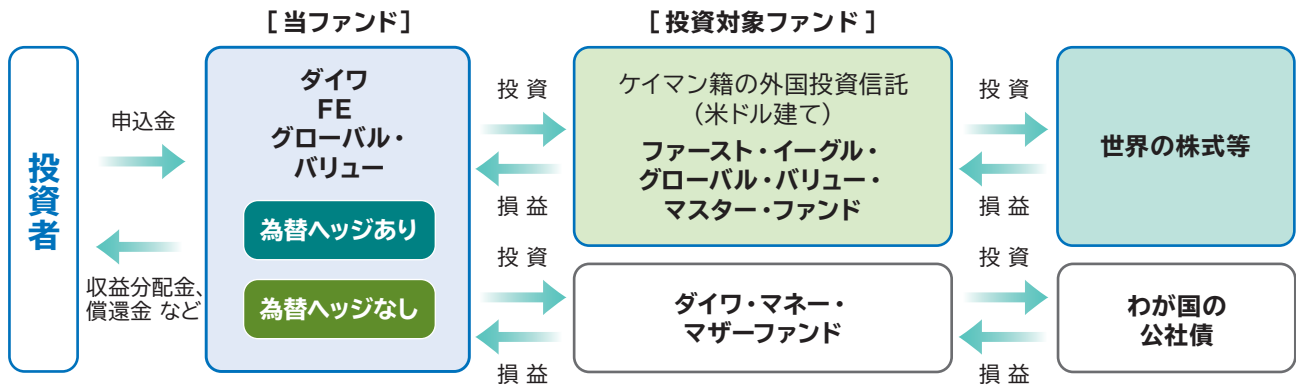 [ 当ファンド]
[ 投資対象ファンド ]
投資者
申込金
収益分配金、
償還金 など
ダイワ
FE
グローバル・
バリュー
為替ヘッジあり
為替ヘッジなし
投 資
損 益
投 資
損 益
ケイマン籍の外国投資信託
（米ドル建て）
ファースト・イーグル・
グローバル・バリュー・
マスター・ファンド
ダイワ・マネー・
マザーファンド
投 資
損 益
投 資
損 益
世界の株式等
わが国の
公社債